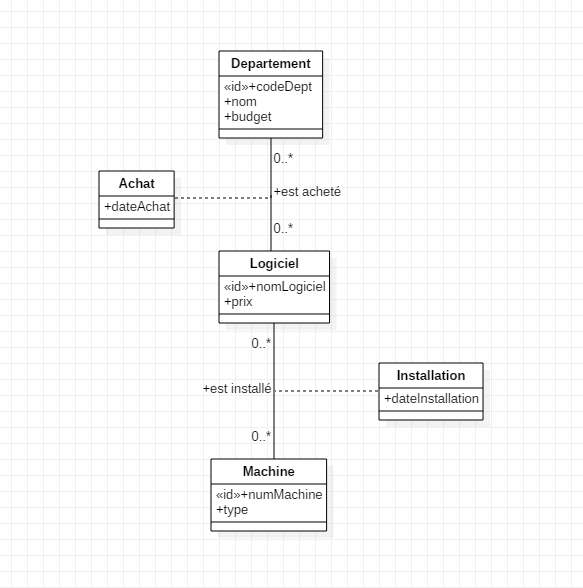 Departement
«id»+codeDept
+nom
+budget
0..*
Achat
+dateAchat
+est acheté
0..*
Logiciel
«id»+nomLogiciel
+prix
0..*
+est installé
Installation
+dateInstallation
0..*
Machine
«id»+numMachine
+type